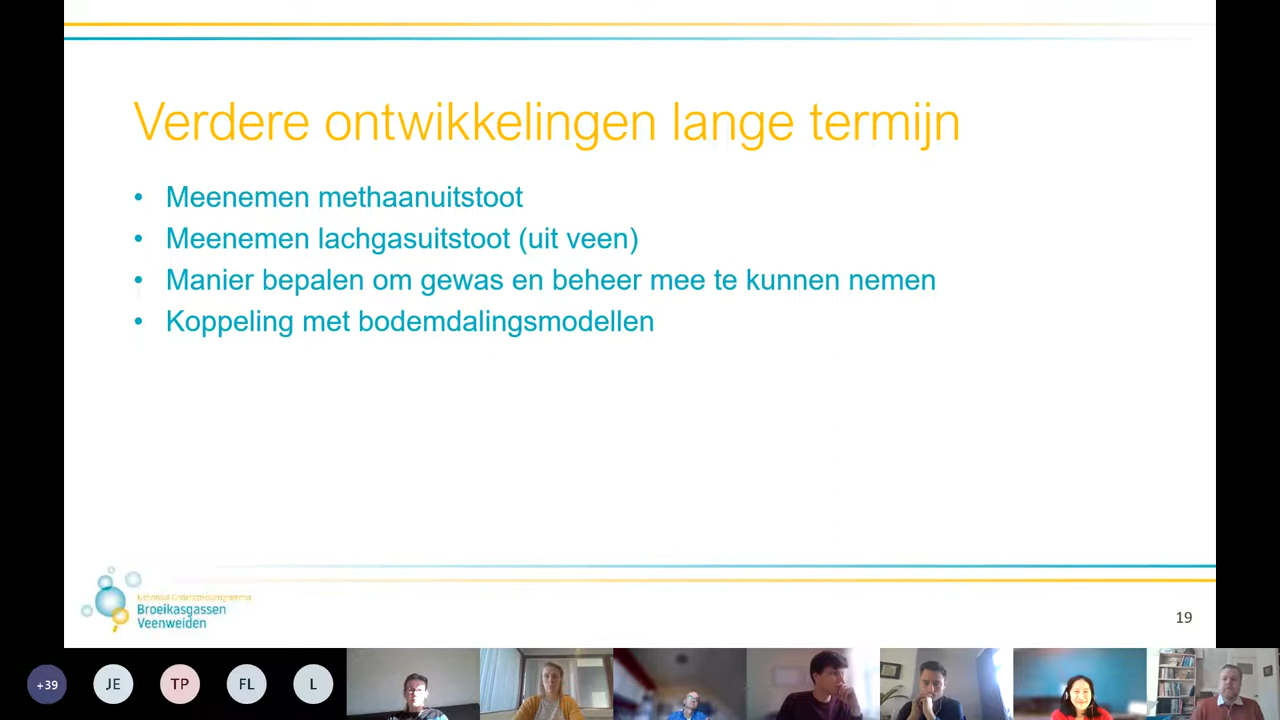 Verdere ontwikkelingen lange termijn
• Meenemen methaanuitstoot
• Meenemen lachgasuitstoot (uit veen)
• Manier bepalen om gewas en beheer mee te kunnen nemen
• Koppeling met bodemdalingsmodellen
Broeikasgassen
Veenweiden
19
+39
JE
TP
FL
L